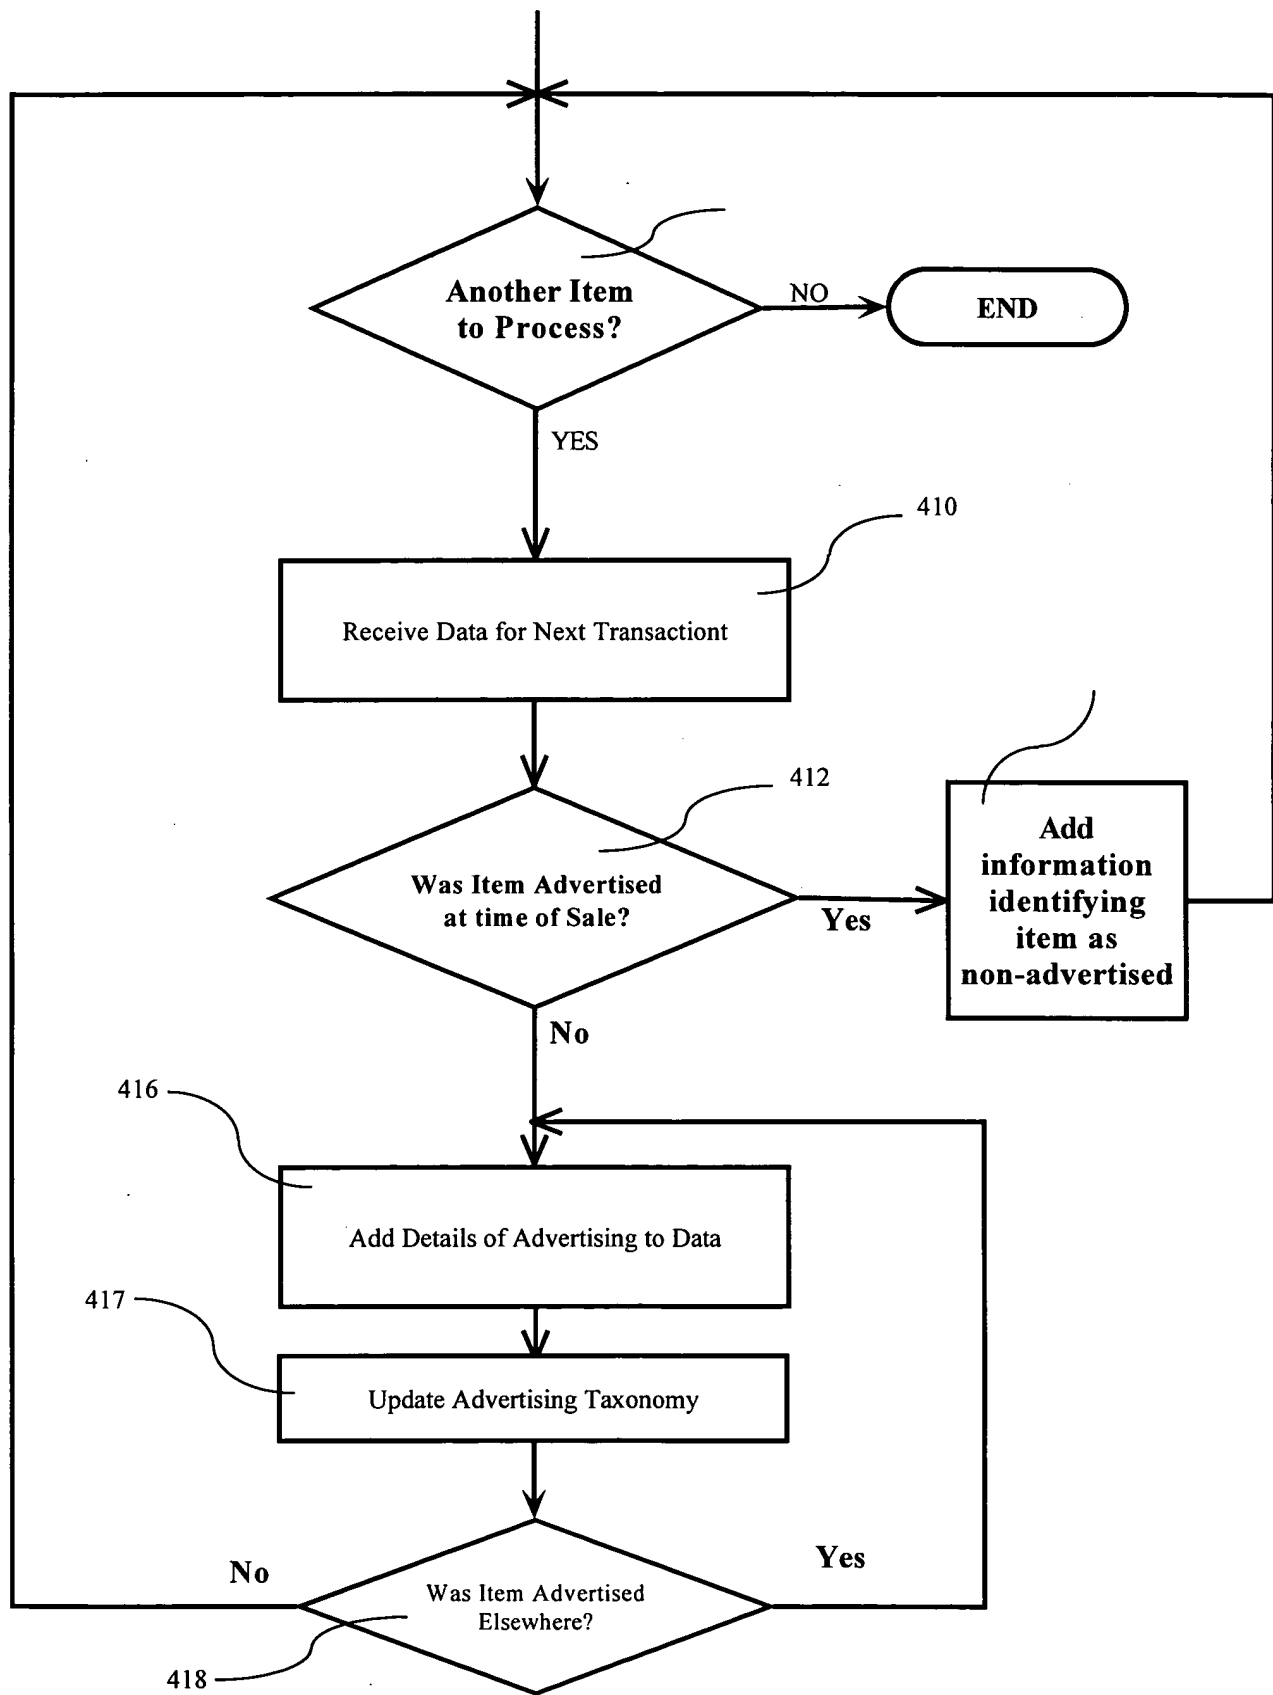 Another Item
to Process?
NO
END
YES
410
Receive Data for Next Transactiont
412
Was Item Advertised
at time of Sale?
Yes
Add
information
identifying
item as
non-advertised
No
416
Add Details of Advertising to Data
417
Update Advertising Taxonomy
No
Yes
Was Item Advertised
Elsewhere?
418